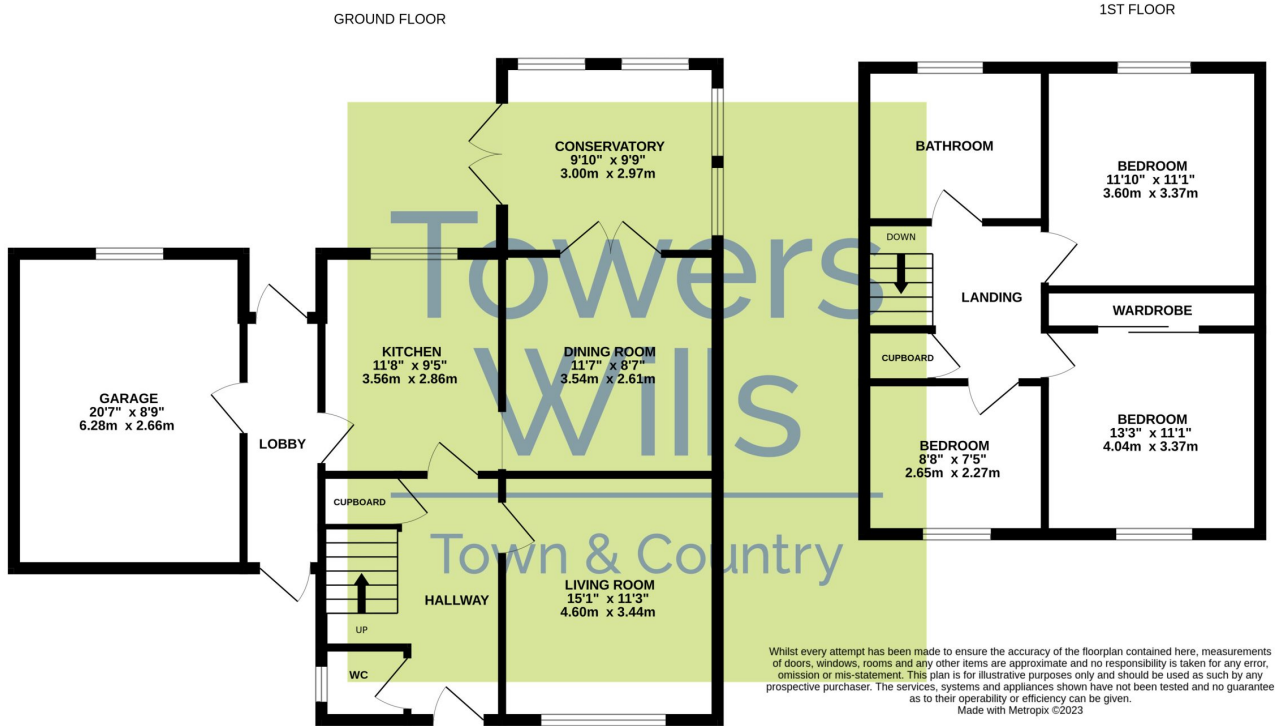 GROUND FLOOR
1ST FLOOR
CONSERVATORY
9'10" x 9'9"
3.00m x 2.97m
BATHROOM
BEDROOM
11'10" x 11'1"
3.60m x 3.37m
DOWN
LANDING
WARDROBE
CUPBOARD
BEDROOM
13'3" x 11'1"
4.04m x 3.37m
BEDROOM
8'8" x 7'5"
2.65m x 2.27m
KITCHEN
11'8" x 9'5"
3.56m x 2.86m
DINING ROOM
11'7" x 8'7"
3.54m x 2.61m
GARAGE
20'7" x 8'9"
6.28m x 2.66m
LOBBY
CUPBOARD
LIVING ROOM
15'1" x 11'3"
4.60m x 3.44m
HALLWAY
UP
WC
Towers
Wills
Town & Country
Whilst every attempt has been made to ensure the accuracy of the floorplan contained here, measurements
of doors, windows, rooms and any other items are approximate and no responsibility is taken for any error,
omission or mis-statement. This plan is for illustrative purposes only and should be used as such by any
prospective purchaser. The services, systems and appliances shown have not been tested and no guarantee
as to their operability or efficiency can be given.
Made with Metropix ©2023